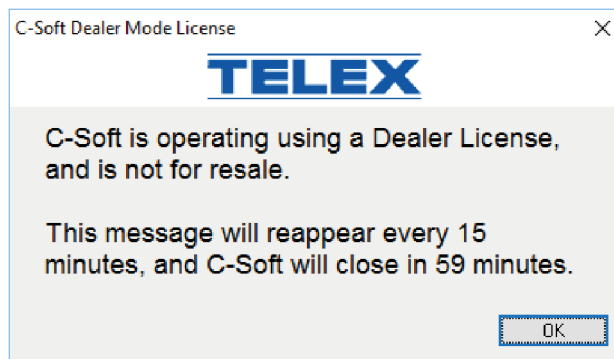 C-Soft Dealer Mode License
TELEX
C-Soft is operating using a Dealer License,
and is not for resale.
This message will reappear every 15
minutes, and C-Soft will close in 59 minutes.
OK